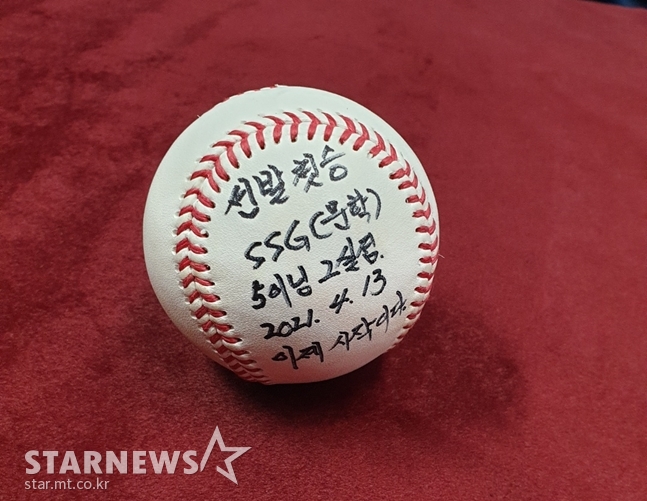 선발 첫승
SSG(문학)
5이닝 2실점.
2021. 4. 13
이제 시작이다.
STARNEWS
star.mt.co.kr